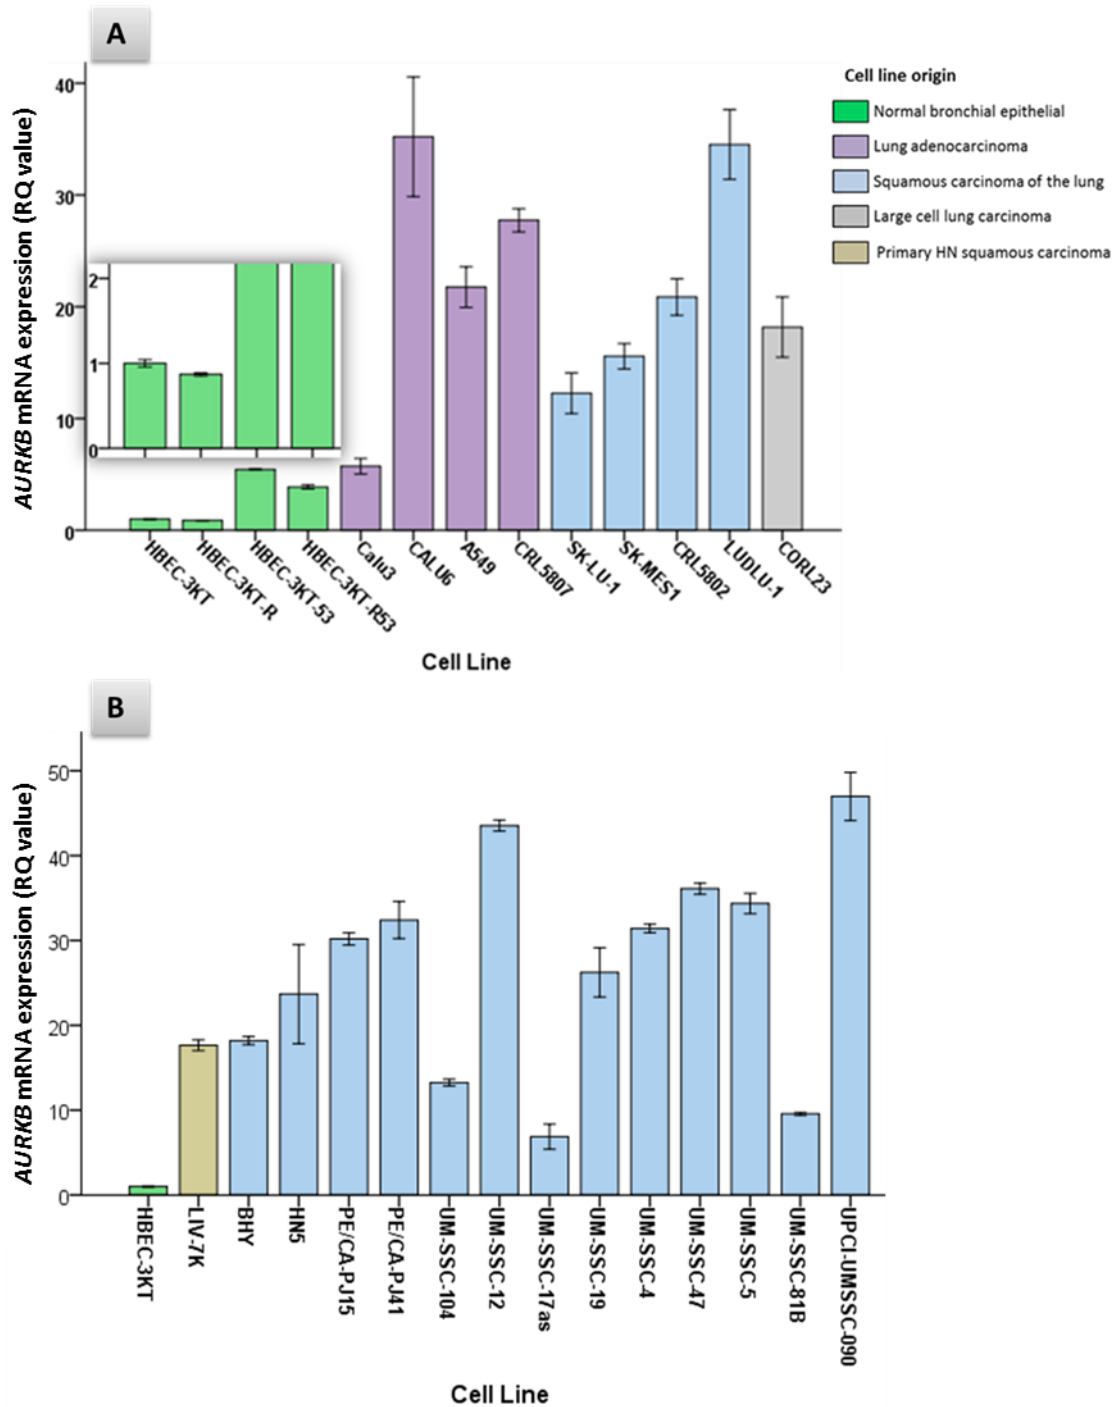 A
AURKB mRNA expression (RQ value)
40
30
20
10
0
2
1
0
HBEC-3KT
HBEC-3KT-R
HBEC-3KT-53
HBEC-3KT-R53
Calu3
CALU6
A549
CRL5807
SK-LU-1
SK-MES1
CRL5802
LUDLU-1
CORL23
Cell Line
Cell line origin
Normal bronchial epithelial
Lung adenocarcinoma
Squamous carcinoma of the lung
Large cell lung carcinoma
Primary HN squamous carcinoma
B
AURKB mRNA expression (RQ value)
50
40
30
20
10
0
HBEC-3KT
LIV-7K
BHY
HN5
PE/CA-PJ15
PE/CA-PJ41
UM-SSC-104
UM-SSC-12
UM-SSC-17as
UM-SSC-19
UM-SSC-4
UM-SSC-47
UM-SSC-5
UM-SSC-81B
UPCI-UMSSC-090
Cell Line